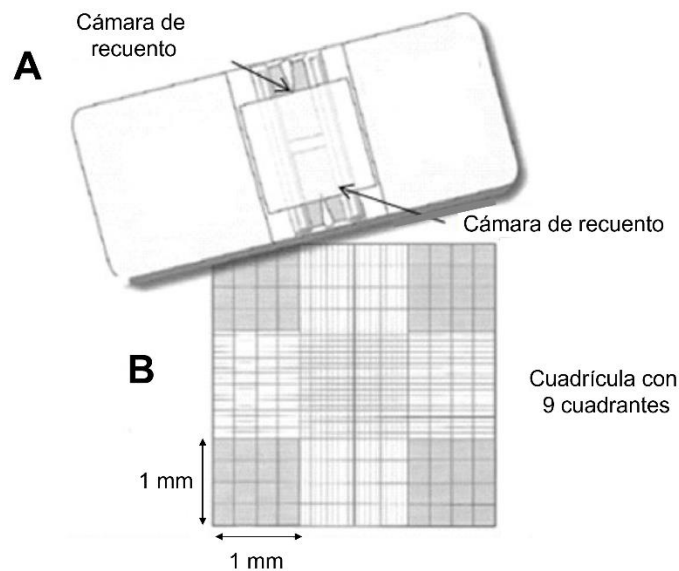 Cámara de
recuento
A
Cámara de recuento
B
Cuadrícula con
9 cuadrantes
1 mm
1 mm